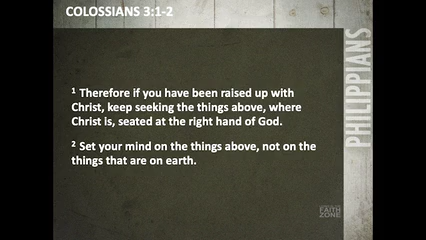 COLOSSIANS 3:1-2
PHILIPPIANS
1 Therefore if you have been raised up with
Christ, keep seeking the things above, where
Christ is, seated at the right hand of God.
2 Set your mind on the things above, not on the
things that are on earth.
FAITH
ZONE